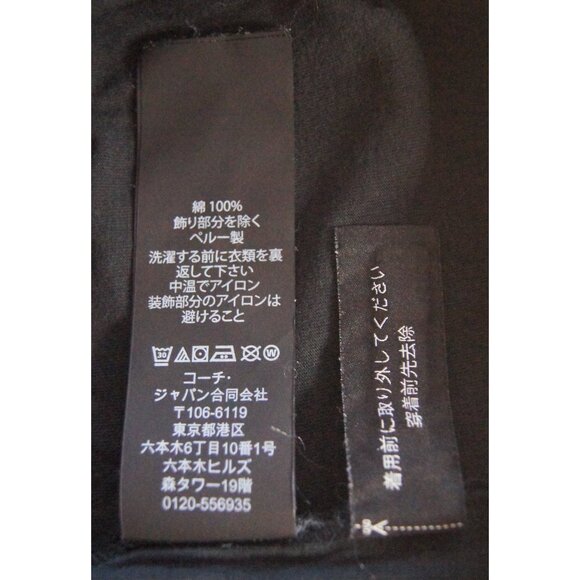 綿 100%
飾り部分を除く
ペルー製
洗濯する前に衣類を裏
返して下さい
中温でアイロン
装飾部分のアイロンは
避けること
30
W
コーチ・
ジャパン合同会社
〒106-6119
東京都港区
六本木6丁目10番1号
六本木ヒルズ
森タワー19階
0120-556935
着用前に取り外してください
穿着前先去除